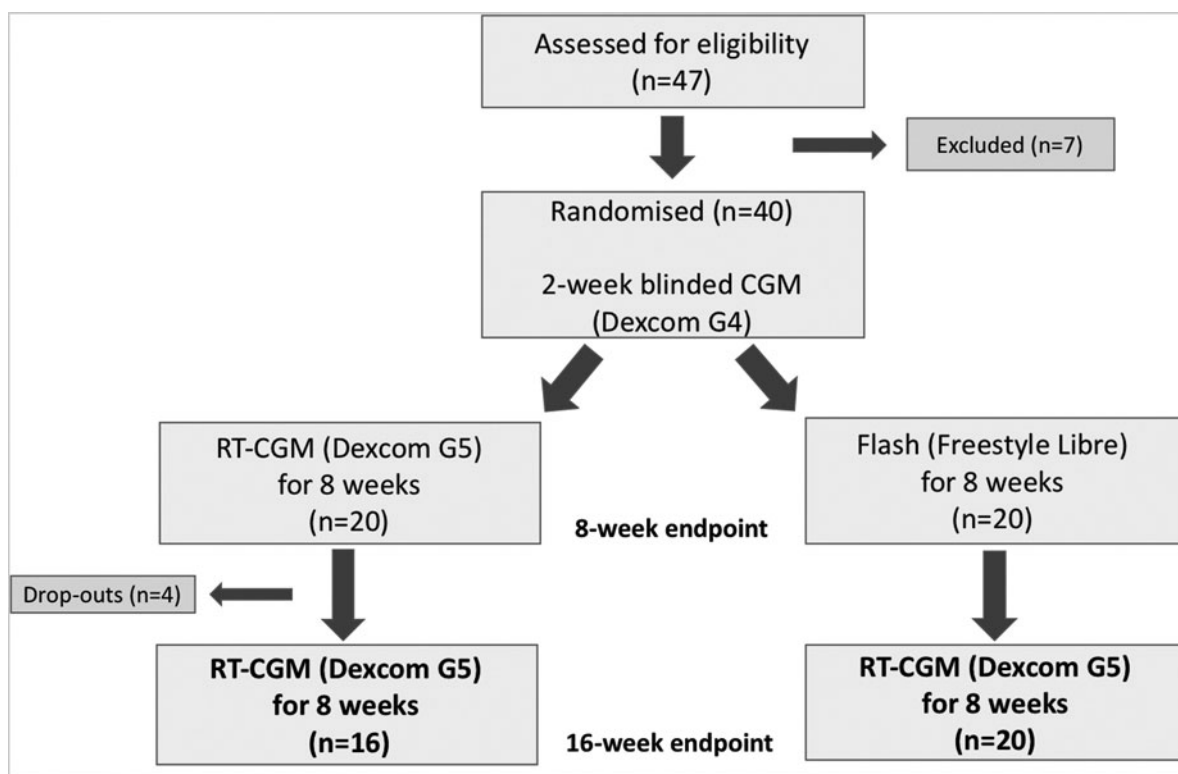 Assessed for eligibility
(n=47)
Excluded (n=7)
Randomised (n=40)
2-week blinded CGM
(Dexcom G4)
RT-CGM (Dexcom G5)
for 8 weeks
(n=20)
Flash (Freestyle Libre)
for 8 weeks
(n=20)
8-week endpoint
Drop-outs (n=4)
RT-CGM (Dexcom G5)
for 8 weeks
(n=16)
RT-CGM (Dexcom G5)
for 8 weeks
(n=20)
16-week endpoint